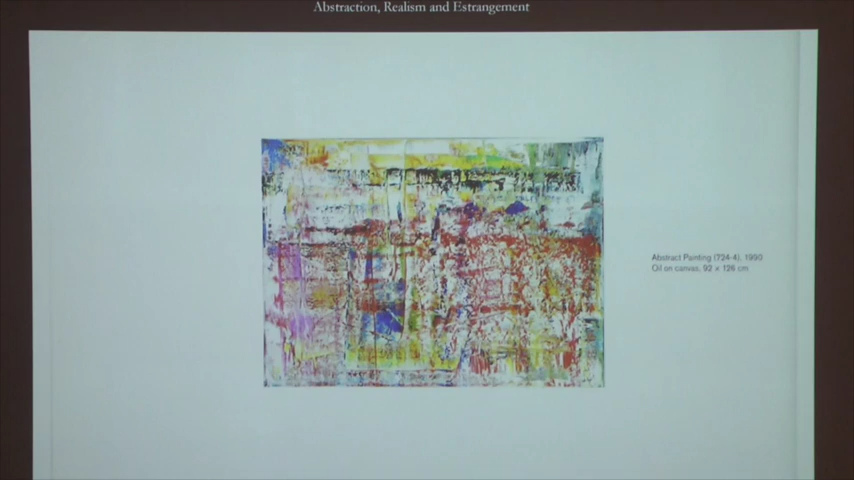 Abstraction, Realism and Estrangement
Abstract Painting (724-4), 1990
Oil on canvas, 92 × 126 cm